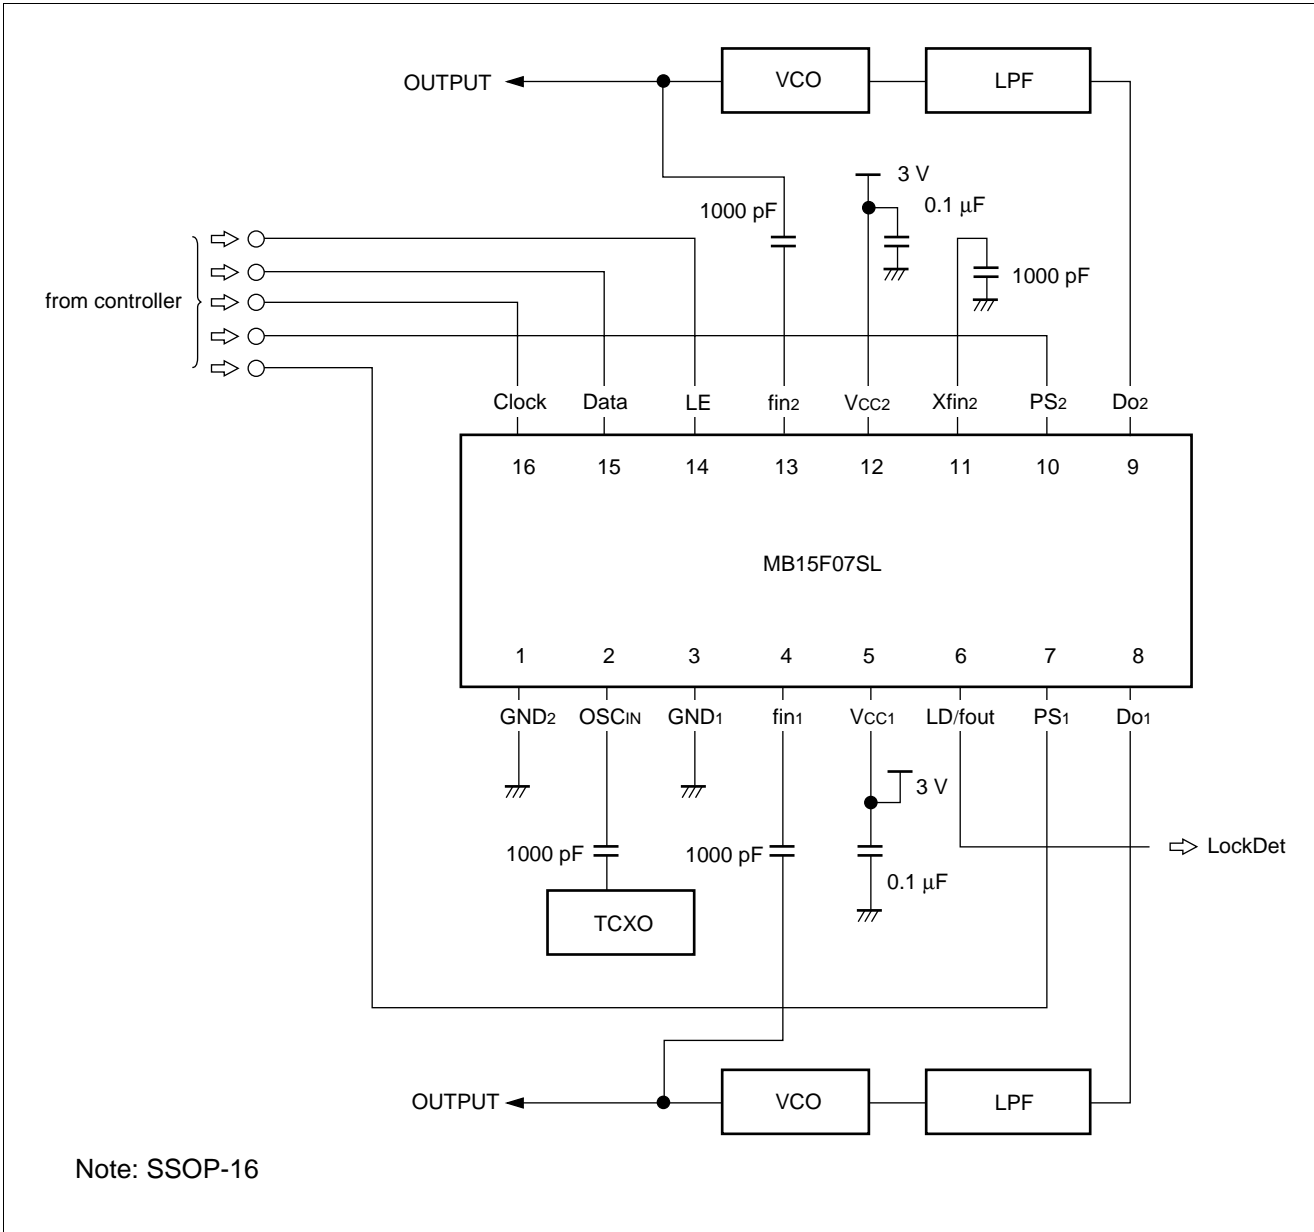 OUTPUT
VCO
LPF
3 V
1000 pF
0.1 μF
1000 pF
from controller
Clock Data LE fin2 VCC2 Xfin2 PS2 Do2
16 15 14 13 12 11 10 9
MB15F07SL
1 2 3 4 5 6 7 8
GND2 OSCIN GND1 fin1 VCC1 LD/fout PS1 Do1
3 V
1000 pF
1000 pF
LockDet
0.1 μF
TCXO
OUTPUT
VCO
LPF
Note: SSOP-16